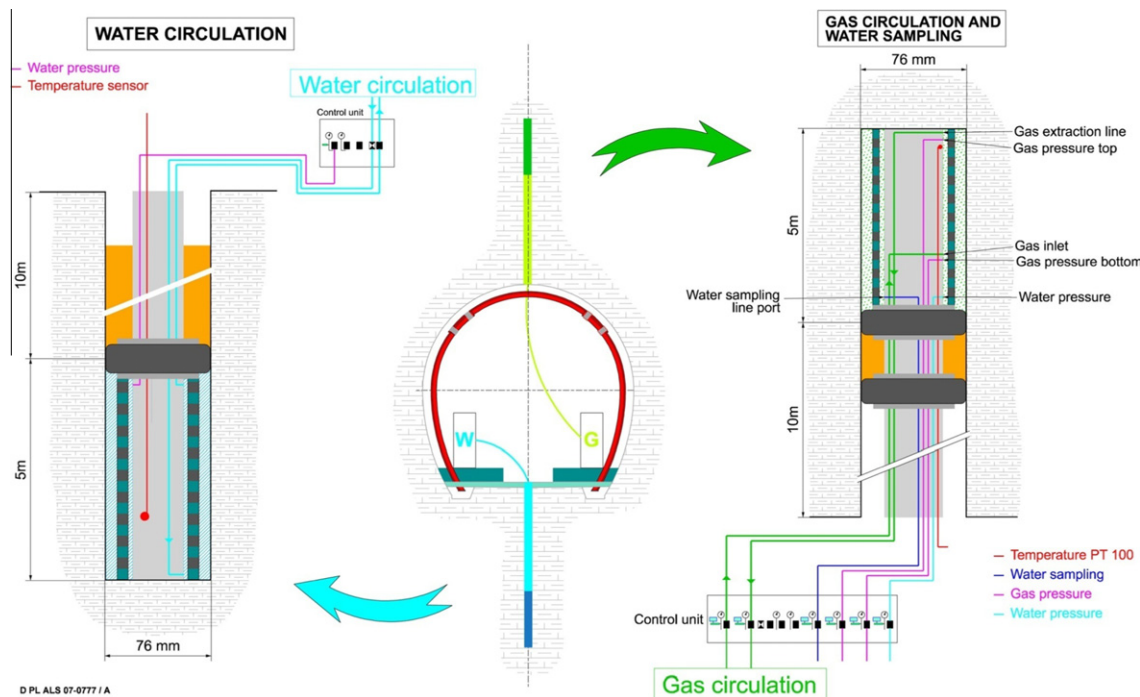 WATER CIRCULATION
Water pressure
Temperature sensor
Water circulation
Control unit
10m
5m
76 mm
D PL ALS 07-0777 / A
W
G
GAS CIRCULATION AND
WATER SAMPLING
76 mm
Gas extraction line
Gas pressure top
5m
Gas inlet
Gas pressure bottom
Water sampling
line port
Water pressure
10m
Temperature PT 100
Water sampling
Gas pressure
Water pressure
Control unit
Gas circulation